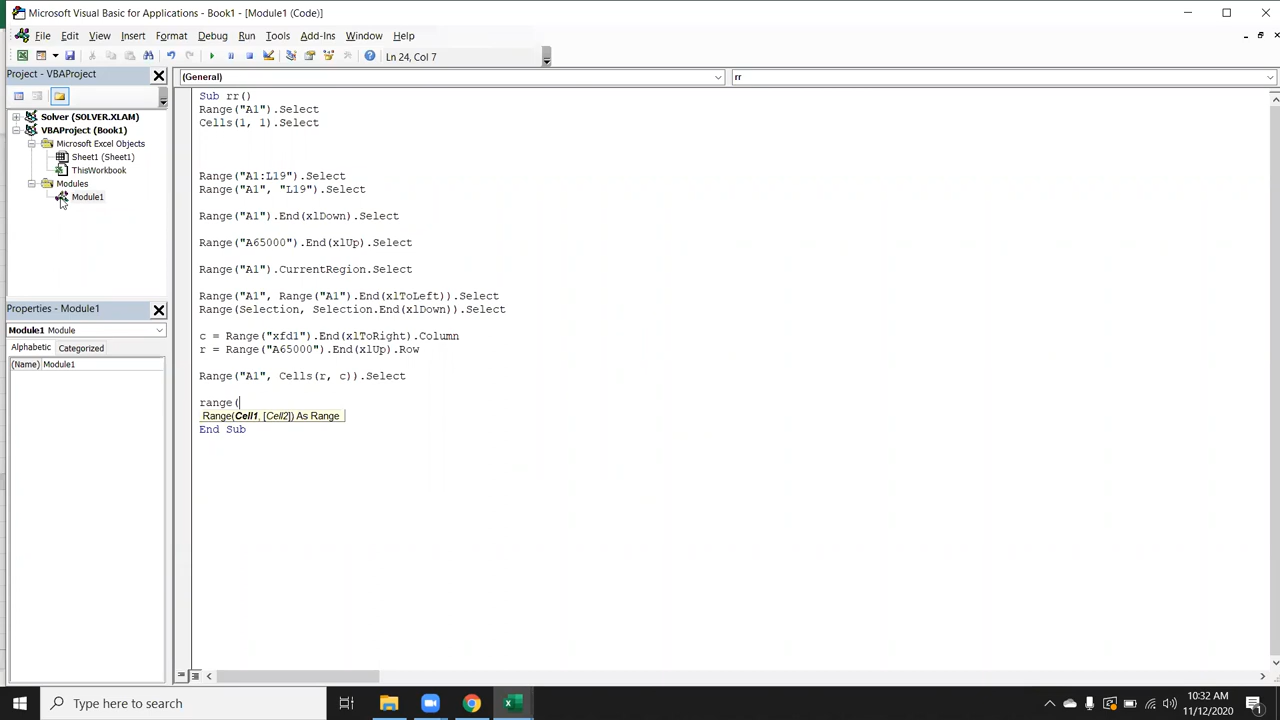 Microsoft Visual Basic for Applications - Book1 - [Module1 (Code)]
File Edit View Insert Format Debug Run Tools Add-Ins Window Help
Ln 24, Col 7
Project - VBAProject
(General)
rr
Solver (SOLVER.XLAM)
VBAProject (Book1)
Microsoft Excel Objects
Sheet1 (Sheet1)
ThisWorkbook
Modules
Module1
Properties - Module1
Module1 Module
Alphabetic Categorized
(Name) Module1
Sub rr()
Range("A1").Select
Cells(1, 1).Select
Range("A1:L19").Select
Range("A1", "L19").Select
Range("A1").End(xlDown).Select
Range("A65000").End(xlUp).Select
Range("A1").CurrentRegion.Select
Range("A1", Range("A1").End(xlToLeft)).Select
Range(Selection, Selection.End(xlDown)).Select
c = Range("xfd1").End(xlToRight).Column
r = Range("A65000").End(xlUp).Row
Range("A1", Cells(r, c)).Select
range(
Range(Cell1, [Cell2]) As Range
End Sub
Type here to search
10:32 AM
11/12/2020
1